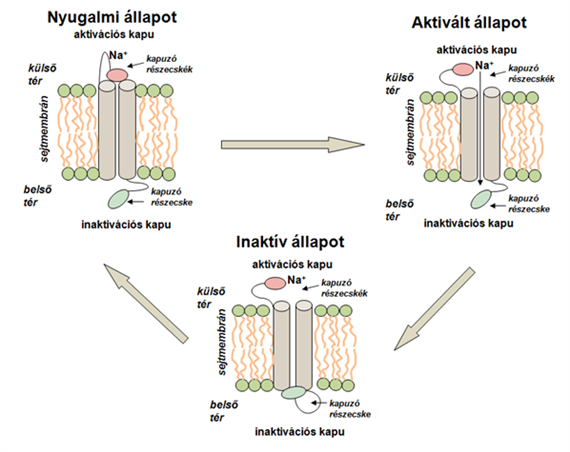 Nyugalmi állapot
aktivációs kapu
Na⁺
kapuzó
részecskék
külső
tér
sejtmembrán
belső
tér
kapuzó
részecske
inaktivációs kapu
Aktivált állapot
aktivációs kapu
Na⁺
kapuzó
részecskék
külső
tér
sejtmembrán
belső
tér
kapuzó
részecske
inaktivációs kapu
Inaktív állapot
aktivációs kapu
Na⁺
kapuzó
részecskék
külső
tér
sejtmembrán
belső
tér
kapuzó
részecske
inaktivációs kapu